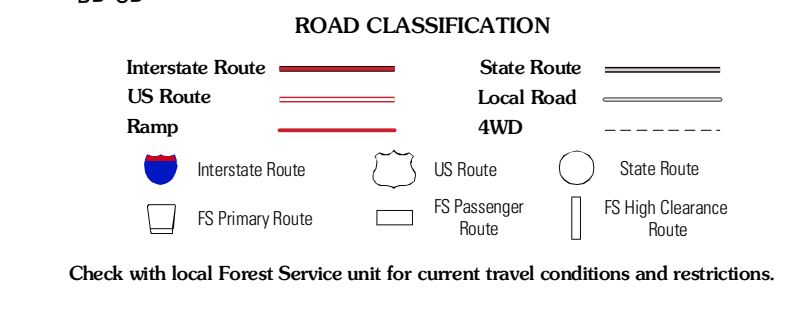 ROAD CLASSIFICATION
Interstate Route
State Route
US Route
Local Road
Ramp
4WD
Interstate Route
US Route
State Route
FS Primary Route
FS Passenger
Route
FS High Clearance
Route
Check with local Forest Service unit for current travel conditions and restrictions.